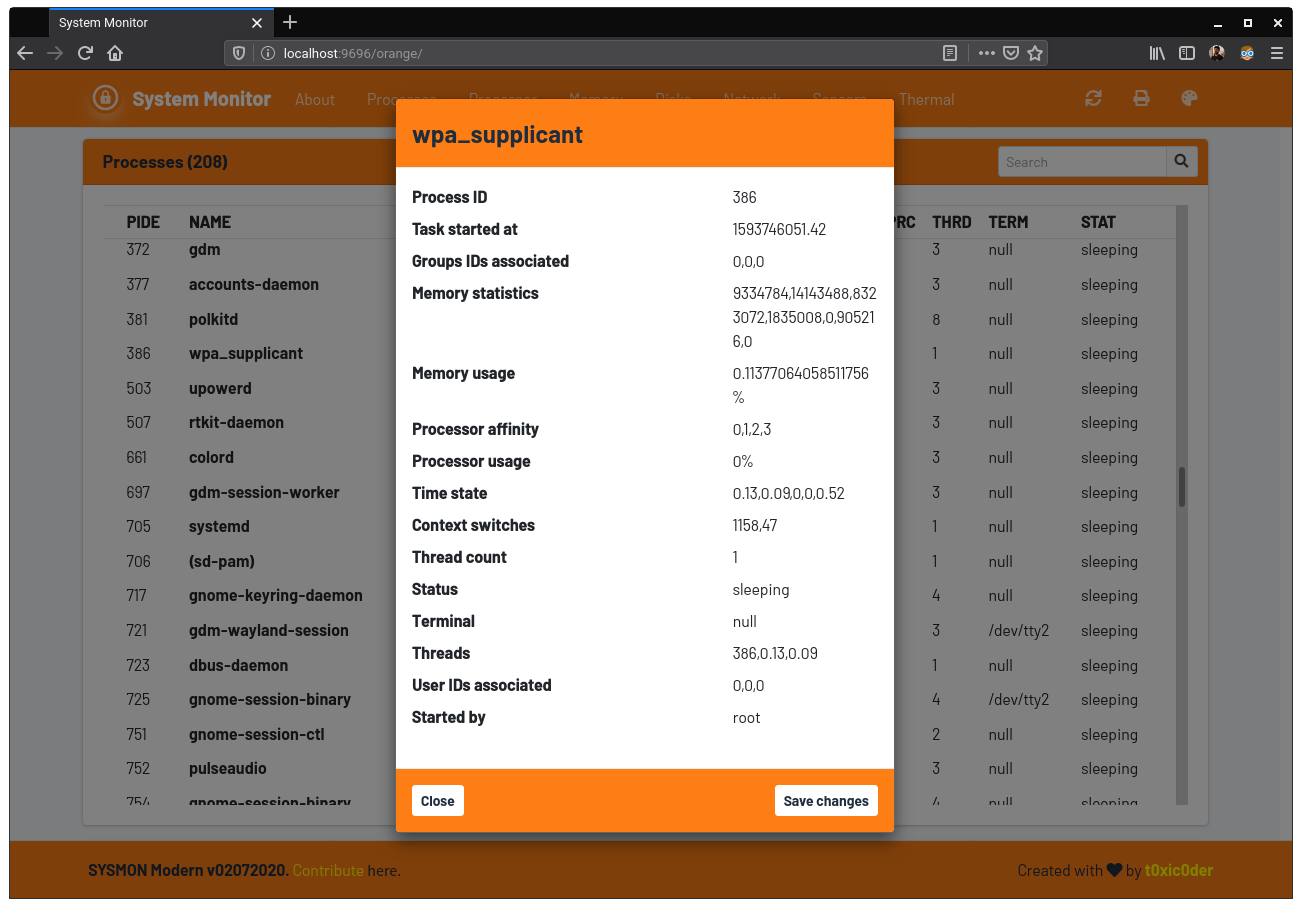 System Monitor
localhost:9696/orange/
System Monitor About Processes Processor Memory Disks Network Sensors Thermal
Processes (208) Search
PIDE NAME THRD TERM STAT
372 gdm 3 null sleeping
377 accounts-daemon 3 null sleeping
381 polkitd 8 null sleeping
386 wpa_supplicant 1 null sleeping
503 upowerd 3 null sleeping
507 rtkit-daemon 3 null sleeping
661 colord 3 null sleeping
697 gdm-session-worker 3 null sleeping
705 systemd 1 null sleeping
706 (sd-pam) 1 null sleeping
717 gnome-keyring-daemon 4 null sleeping
721 gdm-wayland-session 3 /dev/tty2 sleeping
723 dbus-daemon 1 null sleeping
725 gnome-session-binary 4 /dev/tty2 sleeping
751 gnome-session-ctl 2 null sleeping
752 pulseaudio 3 null sleeping
754 gnome-session-binary 4 null sleeping
wpa_supplicant
Process ID 386
Task started at 1593746051.42
Groups IDs associated 0,0,0
Memory statistics 9334784,14143488,832
3072,1835008,0,90521
6,0
Memory usage 0.11377064058511756
%
Processor affinity 0,1,2,3
Processor usage 0%
Time state 0.13,0.09,0,0,0.52
Context switches 1158,47
Thread count 1
Status sleeping
Terminal null
Threads 386,0.13,0.09
User IDs associated 0,0,0
Started by root
Close Save changes
SYSMON Modern v02072020. Contribute here. Created with by t0xic0der